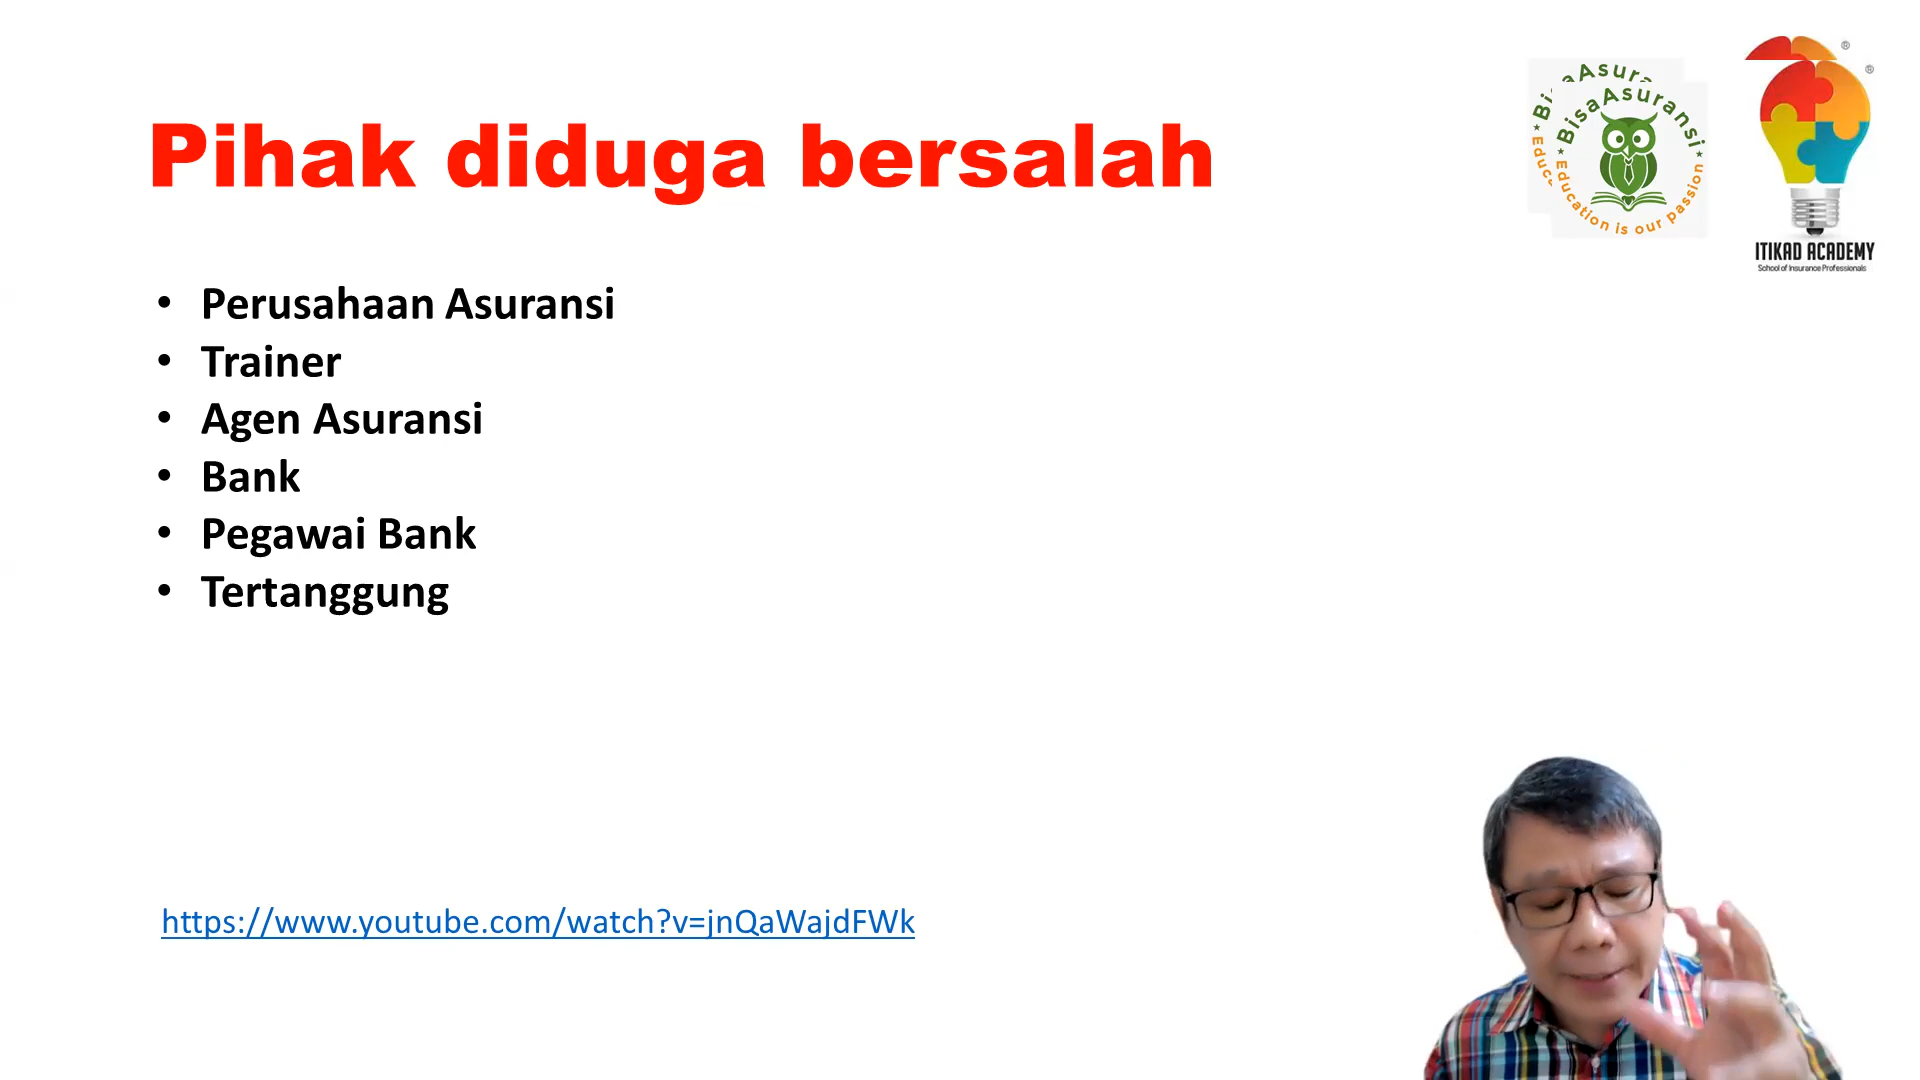 Pihak diduga bersalah
BisaAsuransi
Education is our passion
®
®
ITIKAD ACADEMY
School of Insurance Professionals
• Perusahaan Asuransi
• Trainer
• Agen Asuransi
• Bank
• Pegawai Bank
• Tertanggung
https://www.youtube.com/watch?v=jnQaWajdFWk